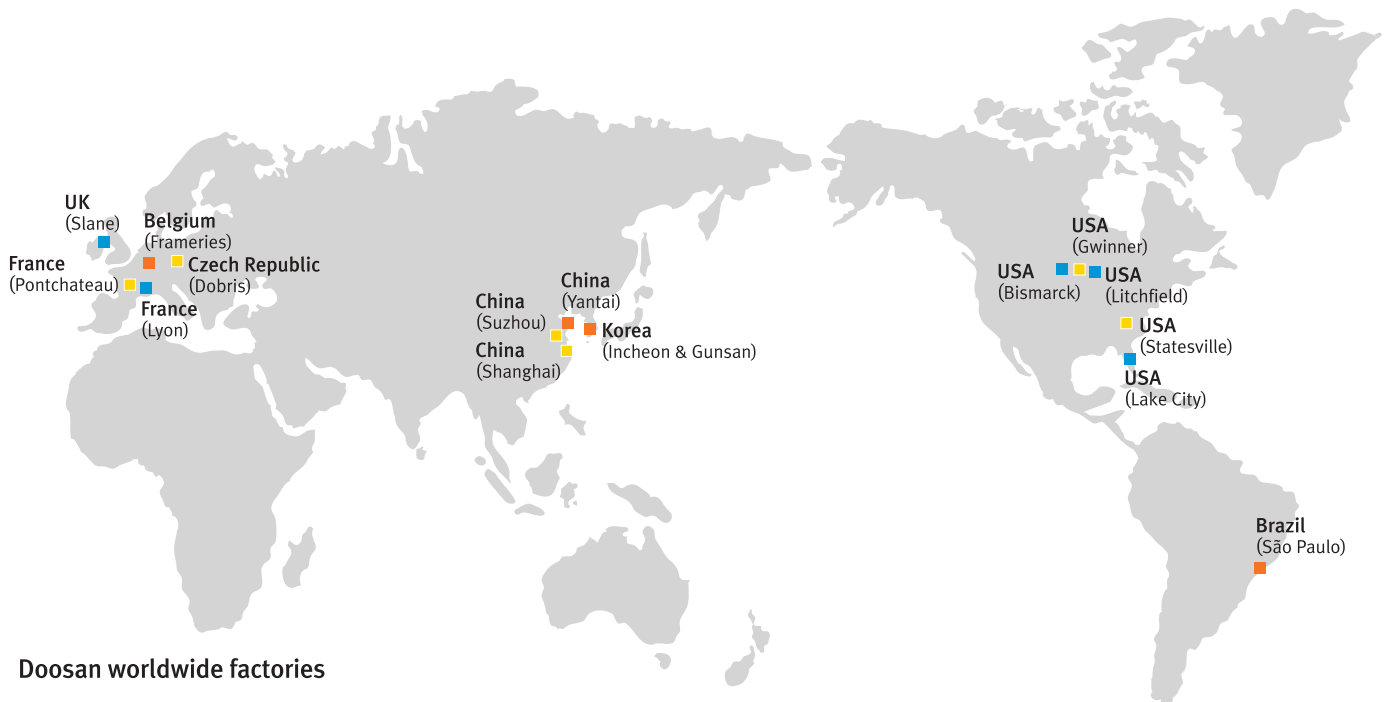 UK
(Slane)
Belgium
(Frameries)
France
(Pontchateau)
Czech Republic
(Dobris)
France
(Lyon)
China
(Yantai)
China
(Suzhou)
Korea
(Incheon & Gunsan)
China
(Shanghai)
USA
(Gwinner)
USA
(Bismarck)
USA
(Litchfield)
USA
(Statesville)
USA
(Lake City)
Brazil
(São Paulo)
Doosan worldwide factories